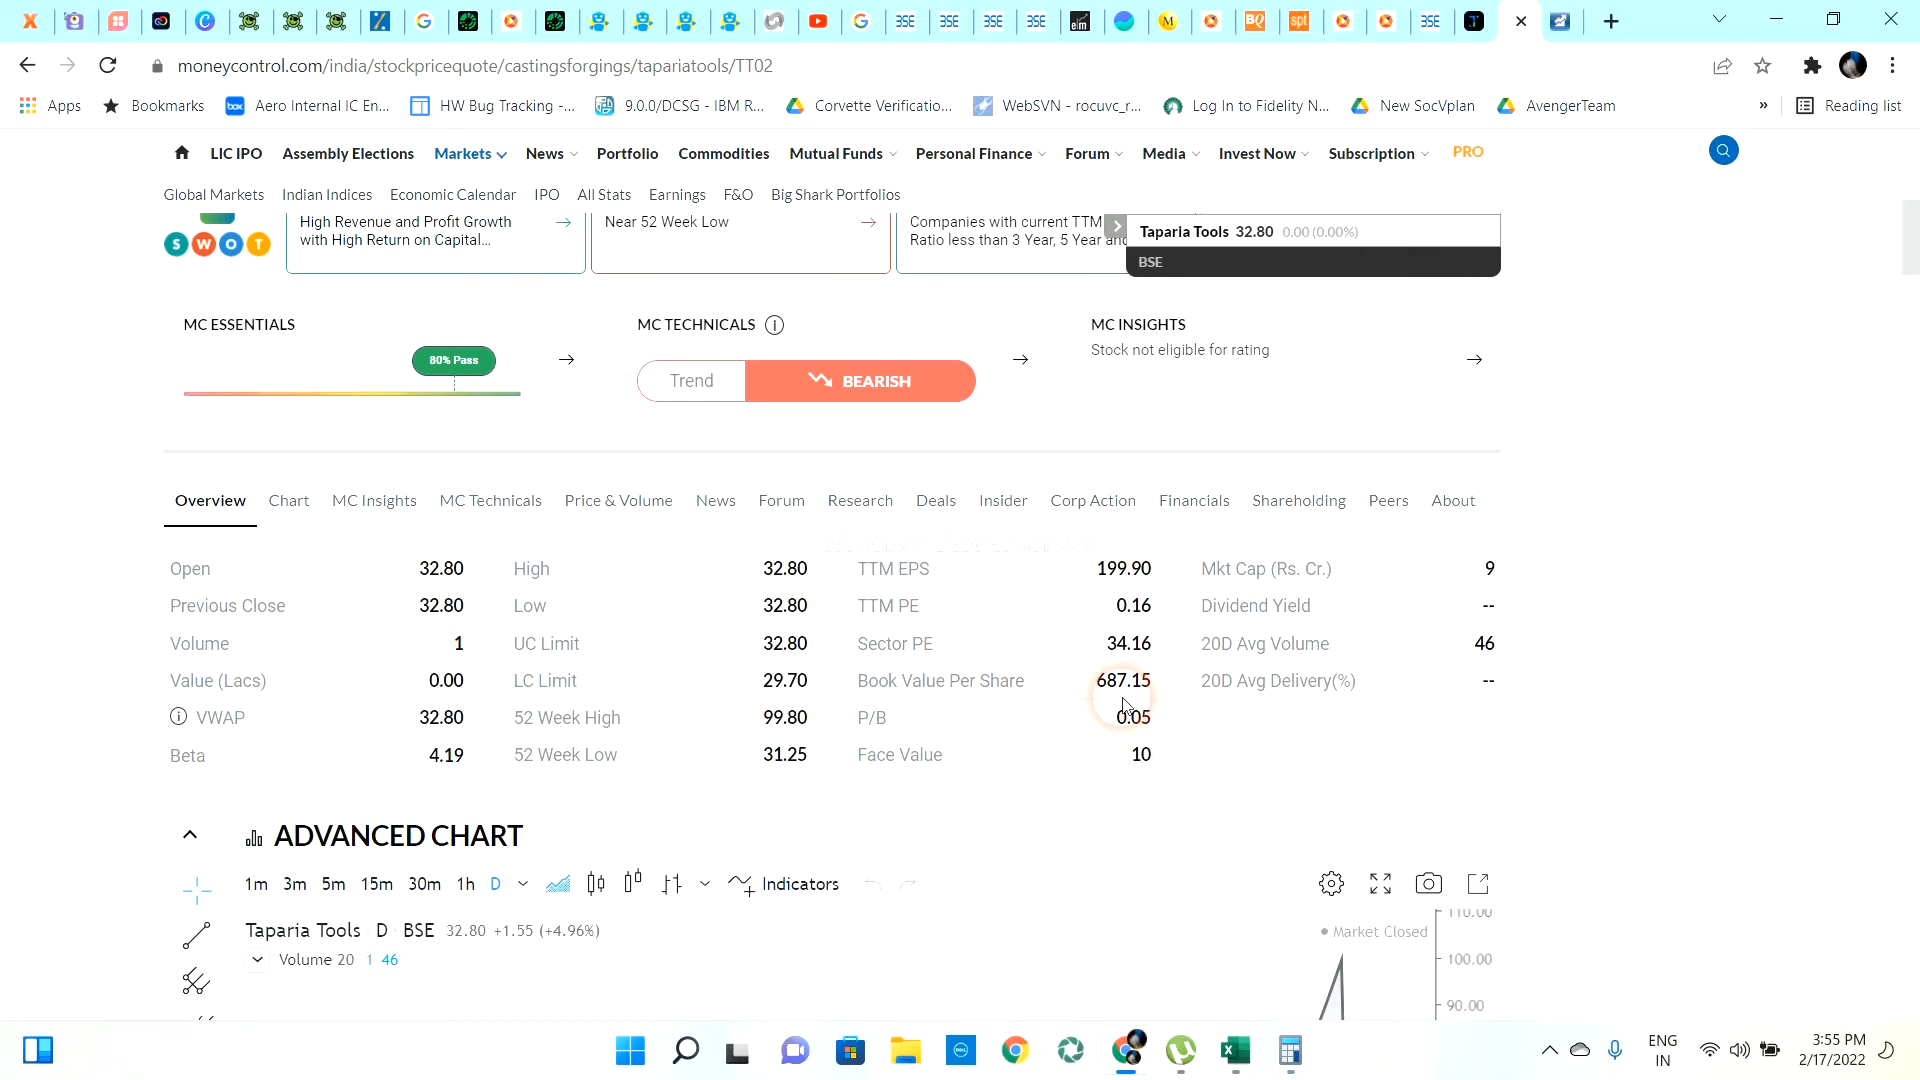 moneycontrol.com/india/stockpricequote/castingsforgings/tapariatools/TT02
Apps Bookmarks Aero Internal IC En... HW Bug Tracking -... 9.0.0/DCSG - IBM R... Corvette Verificatio... WebSVN - rocuvc_r... Log In to Fidelity N... New SocVplan AvengerTeam » Reading list
LIC IPO Assembly Elections Markets News Portfolio Commodities Mutual Funds Personal Finance Forum Media Invest Now Subscription PRO
Global Markets Indian Indices Economic Calendar IPO All Stats Earnings F&O Big Shark Portfolios
High Revenue and Profit Growth
with High Return on Capital...
Near 52 Week Low
Companies with current TTM
Ratio less than 3 Year, 5 Year and
Taparia Tools 32.80 0.00 (0.00%)
BSE
S W O T
MC ESSENTIALS
80% Pass
MC TECHNICALS
Trend BEARISH
MC INSIGHTS
Stock not eligible for rating
Overview Chart MC Insights MC Technicals Price & Volume News Forum Research Deals Insider Corp Action Financials Shareholding Peers About
Open 32.80 High 32.80 TTM EPS 199.90 Mkt Cap (Rs. Cr.) 9
Previous Close 32.80 Low 32.80 TTM PE 0.16 Dividend Yield --
Volume 1 UC Limit 32.80 Sector PE 34.16 20D Avg Volume 46
Value (Lacs) 0.00 LC Limit 29.70 Book Value Per Share 687.15 20D Avg Delivery(%) --
VWAP 32.80 52 Week High 99.80 P/B 0.05
Beta 4.19 52 Week Low 31.25 Face Value 10
ADVANCED CHART
1m 3m 5m 15m 30m 1h D Indicators
Taparia Tools D BSE 32.80 +1.55 (+4.96%)
Volume 20 1 46
Market Closed
110.00
100.00
90.00
ENG
IN
3:55 PM
2/17/2022